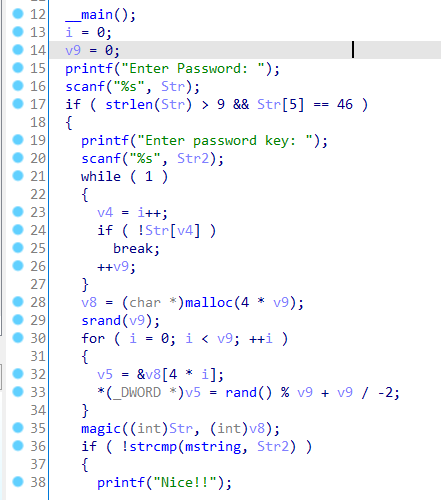 12 __main();
13 i = 0;
14 v9 = 0;
15 printf("Enter Password: ");
16 scanf("%s", Str);
17 if ( strlen(Str) > 9 && Str[5] == 46 )
18 {
19 printf("Enter password key: ");
20 scanf("%s", Str2);
21 while ( 1 )
22 {
23 v4 = i++;
24 if ( !Str[v4] )
25 break;
26 ++v9;
27 }
28 v8 = (char *)malloc(4 * v9);
29 srand(v9);
30 for ( i = 0; i < v9; ++i )
31 {
32 v5 = &v8[4 * i];
33 *(_DWORD *)v5 = rand() % v9 + v9 / -2;
34 }
35 magic((int)Str, (int)v8);
36 if ( !strcmp(mstring, Str2) )
37 {
38 printf("Nice!!");